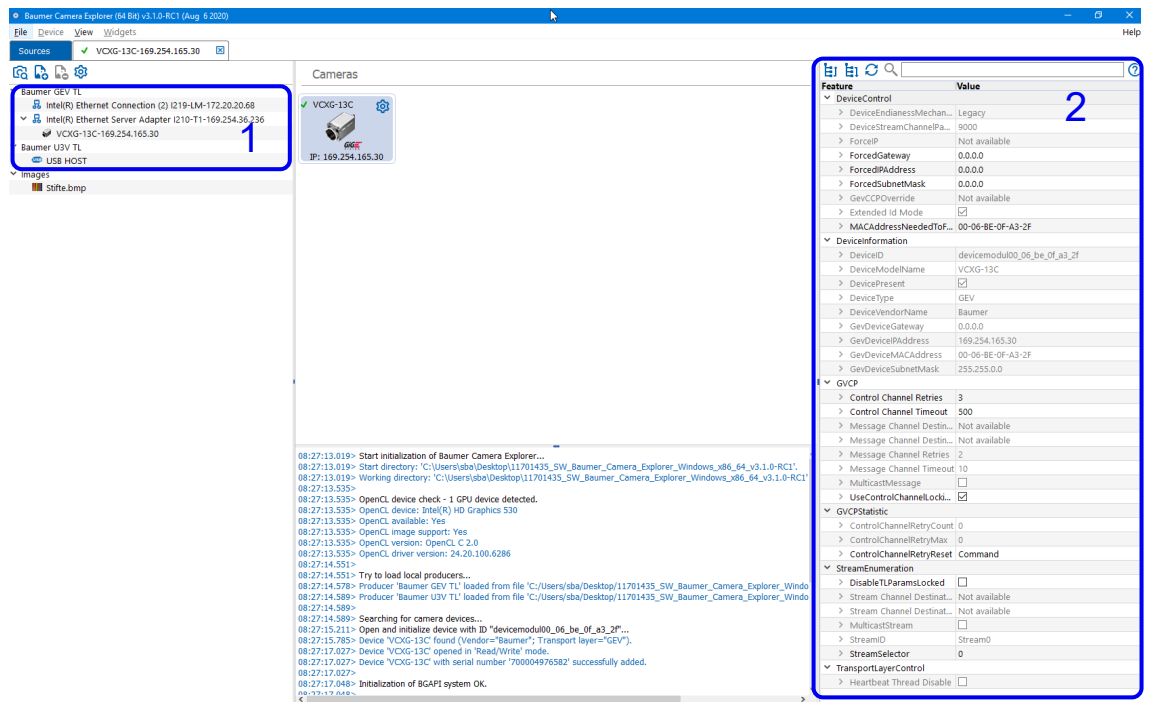 Baumer Camera Explorer (64 Bit) v3.1.0-RC1 (Aug 6 2020)
File Device View Widgets Help
Sources
VCXG-13C-169.254.165.30
Baumer GEV TL
Intel(R) Ethernet Connection (2) I219-LM-172.20.20.68
Intel(R) Ethernet Server Adapter I210-T1-169.254.36.236
VCXG-13C-169.254.165.30
Baumer U3V TL
USB HOST
1
Images
Stifte.bmp
Cameras
VCXG-13C
GIGE
IP: 169.254.165.30
08:27:13.019> Start initialization of Baumer Camera Explorer...
08:27:13.019> Start directory: 'C:\Users\sba\Desktop\11701435_SW_Baumer_Camera_Explorer_Windows_x86_64_v3.1.0-RC1'.
08:27:13.019> Working directory: 'C:\Users\sba\Desktop\11701435_SW_Baumer_Camera_Explorer_Windows_x86_64_v3.1.0-RC1'
08:27:13.535>
08:27:13.535> OpenCL device check - 1 GPU device detected.
08:27:13.535> OpenCL device: Intel(R) HD Graphics 530
08:27:13.535> OpenCL available: Yes
08:27:13.535> OpenCL image support: Yes
08:27:13.535> OpenCL version: OpenCL C 2.0
08:27:13.535> OpenCL driver version: 24.20.100.6286
08:27:14.551>
08:27:14.551> Try to load local producers...
08:27:14.578> Producer 'Baumer GEV TL' loaded from file 'C:/Users/sba/Desktop/11701435_SW_Baumer_Camera_Explorer_Windo
08:27:14.589> Producer 'Baumer U3V TL' loaded from file 'C:/Users/sba/Desktop/11701435_SW_Baumer_Camera_Explorer_Windo
08:27:14.589>
08:27:14.589> Searching for camera devices...
08:27:15.211> Open and initialize device with ID "devicemodul00_06_be_0f_a3_2f"...
08:27:15.785> Device 'VCXG-13C' found (Vendor="Baumer"; Transport layer="GEV").
08:27:17.027> Device 'VCXG-13C' opened in 'Read/Write' mode.
08:27:17.027> Device 'VCXG-13C' with serial number '700004976582' successfully added.
08:27:17.027>
08:27:17.048> Initialization of BGAPI system OK.
08:27:17.048>
2
Feature Value
DeviceControl
DeviceEndianessMechan... Legacy
DeviceStreamChannelPa... 9000
ForceIP Not available
ForcedGateway 0.0.0.0
ForcedIPAddress 0.0.0.0
ForcedSubnetMask 0.0.0.0
GevCCPOverride Not available
Extended Id Mode
MACAddressNeededToF... 00-06-BE-0F-A3-2F
DeviceInformation
DeviceID devicemodul00_06_be_0f_a3_2f
DeviceModelName VCXG-13C
DevicePresent
DeviceType GEV
DeviceVendorName Baumer
GevDeviceGateway 0.0.0.0
GevDeviceIPAddress 169.254.165.30
GevDeviceMACAddress 00-06-BE-0F-A3-2F
GevDeviceSubnetMask 255.255.0.0
GVCP
Control Channel Retries 3
Control Channel Timeout 500
Message Channel Destin... Not available
Message Channel Destin... Not available
Message Channel Retries 2
Message Channel Timeout 10
MulticastMessage
UseControlChannelLocki...
GVCPStatistic
ControlChannelRetryCount 0
ControlChannelRetryMax 0
ControlChannelRetryReset Command
StreamEnumeration
DisableTLParamsLocked
Stream Channel Destinat... Not available
Stream Channel Destinat... Not available
MulticastStream
StreamID Stream0
StreamSelector 0
TransportLayerControl
Heartbeat Thread Disable